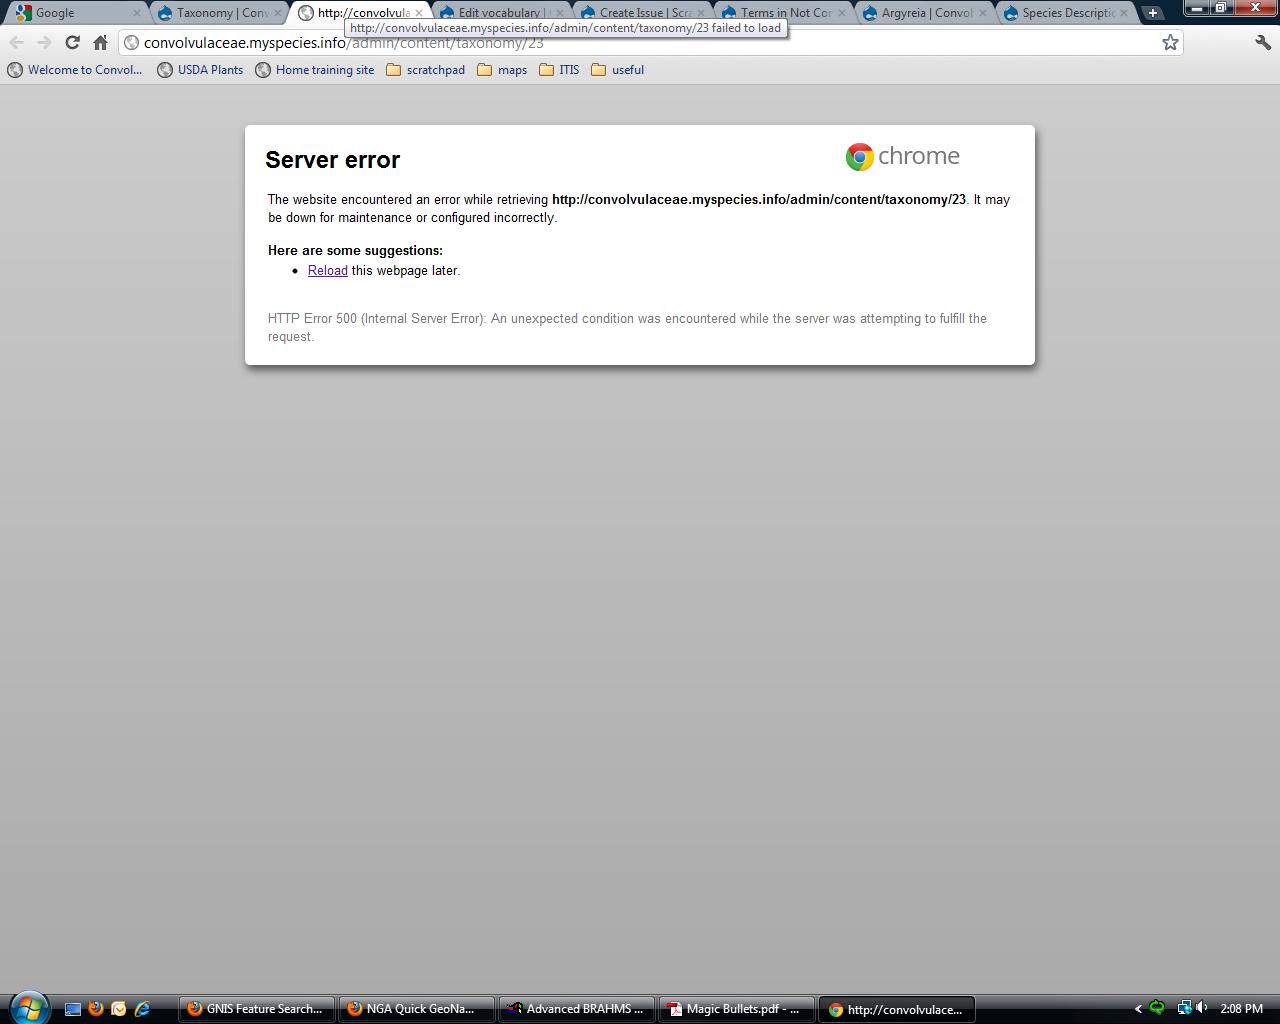 Google
Taxonomy | Conv
http://convolvula
Edit vocabulary |
Create Issue | Scra
Terms in Not Cor
Argyreia | Convol
Species Descriptic
http://convolvulaceae.myspecies.info/admin/content/taxonomy/23 failed to load
convolvulaceae.myspecies.info/admin/content/taxonomy/23
Welcome to Convol... USDA Plants Home training site scratchpad maps ITIS useful
Server error
chrome
The website encountered an error while retrieving http://convolvulaceae.myspecies.info/admin/content/taxonomy/23. It may
be down for maintenance or configured incorrectly.
Here are some suggestions:
• Reload this webpage later.
HTTP Error 500 (Internal Server Error): An unexpected condition was encountered while the server was attempting to fulfill the
request.
GNIS Feature Search... NGA Quick GeoNa... Advanced BRAHMS ... Magic Bullets.pdf - ... http://convolvulace... 2:08 PM